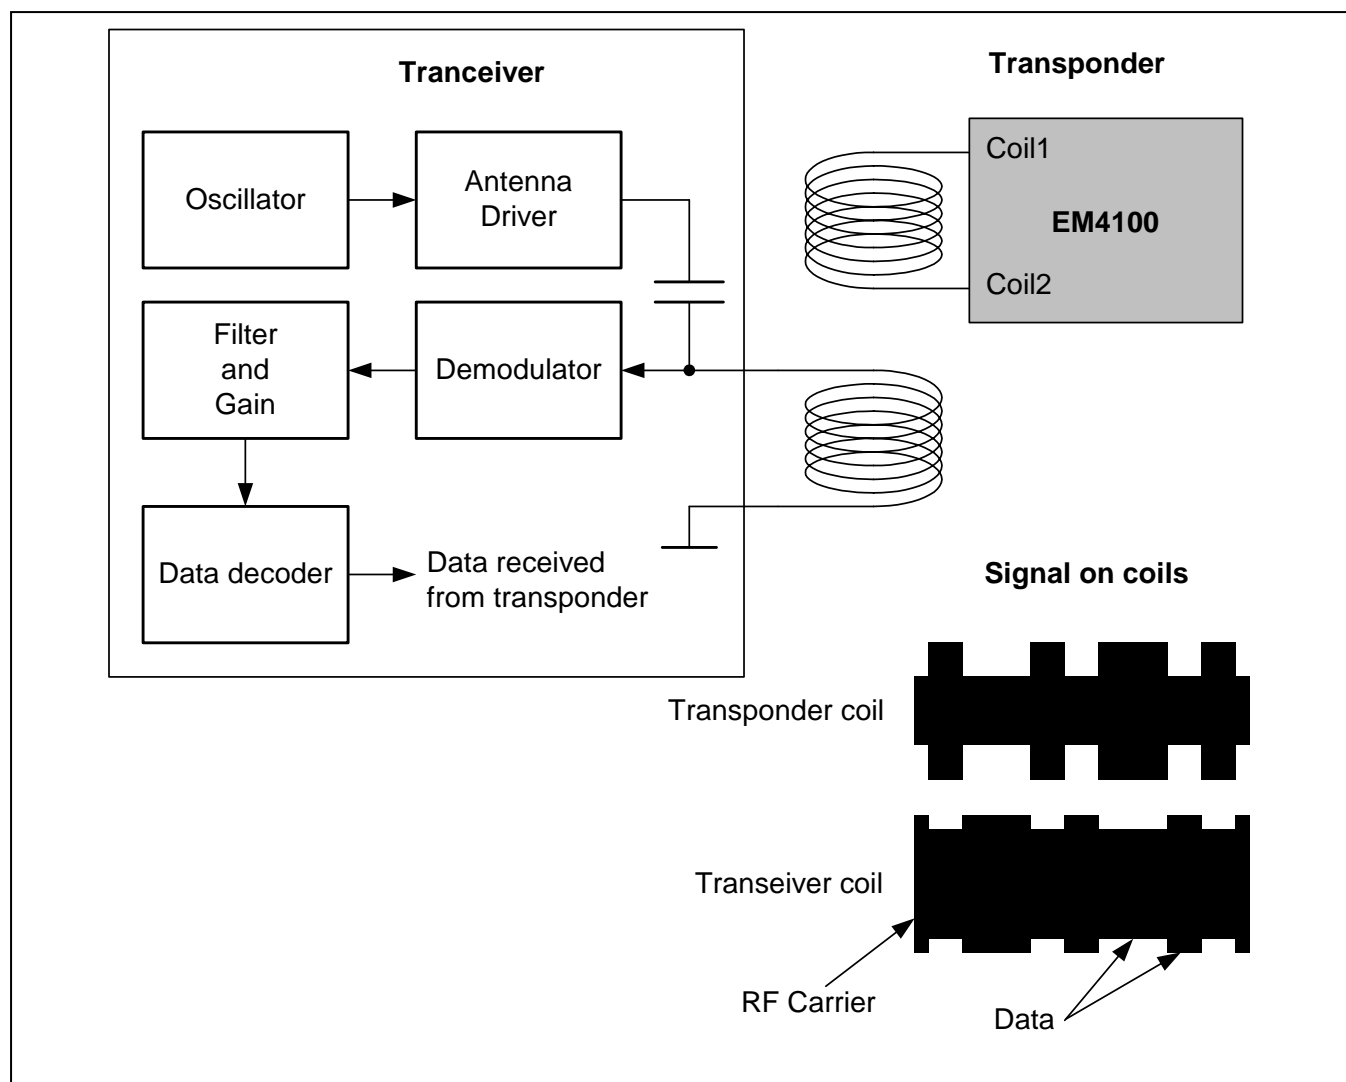 Tranceiver
Transponder
Oscillator
Antenna
Driver
Coil1
EM4100
Coil2
Filter
and
Gain
Demodulator
Data decoder
Data received
from transponder
Signal on coils
Transponder coil
Transeiver coil
RF Carrier
Data